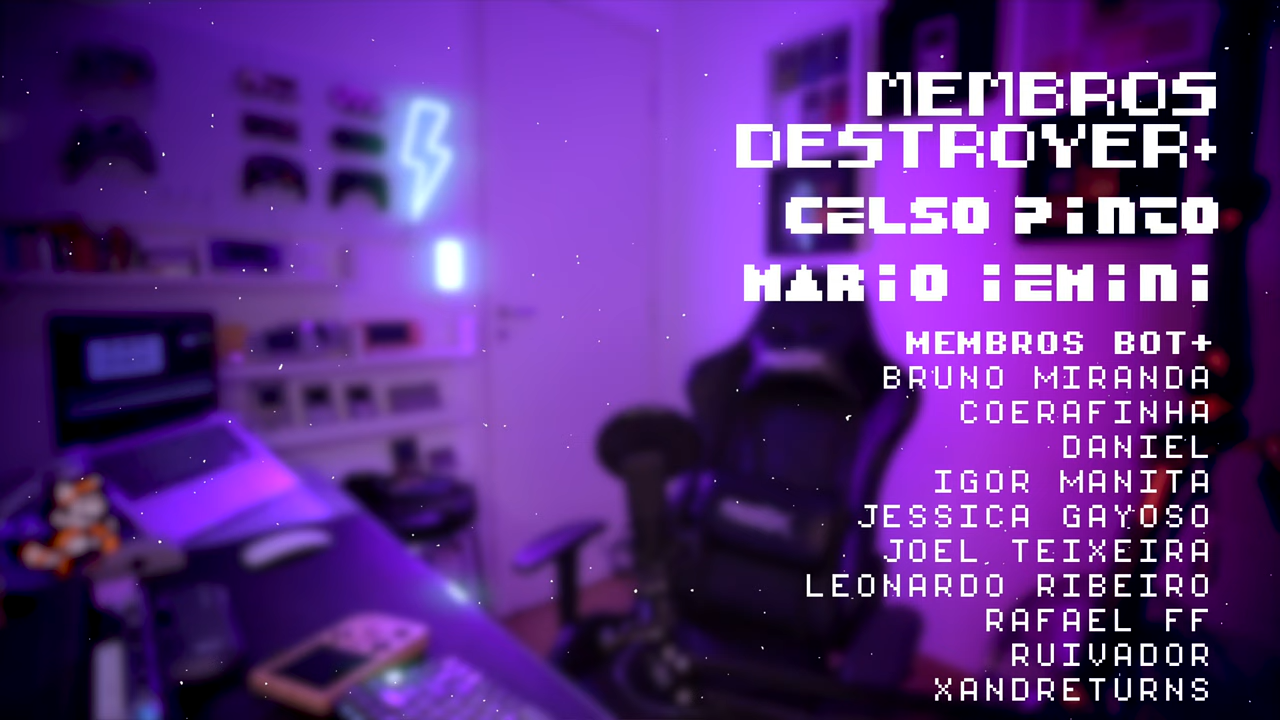 MEMBROS
DESTROYER+
CELSO PINTO
MARIO IEMINI
MEMBROS BOT+
BRUNO MIRANDA
COERAFINHA
DANIEL
IGOR MANITA
JESSICA GAYOSO
JOEL TEIXEIRA
LEONARDO RIBEIRO
RAFAEL FF
RUIVADOR
XANDRETURNS